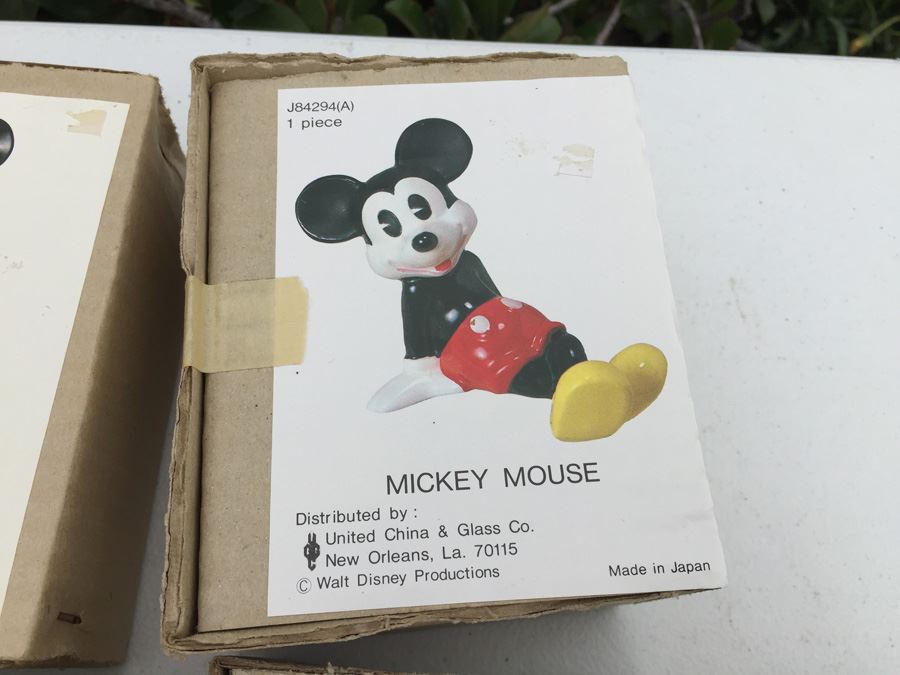 J84294(A)
1 piece
MICKEY MOUSE
Distributed by :
United China & Glass Co.
New Orleans, La. 70115
© Walt Disney Productions
Made in Japan